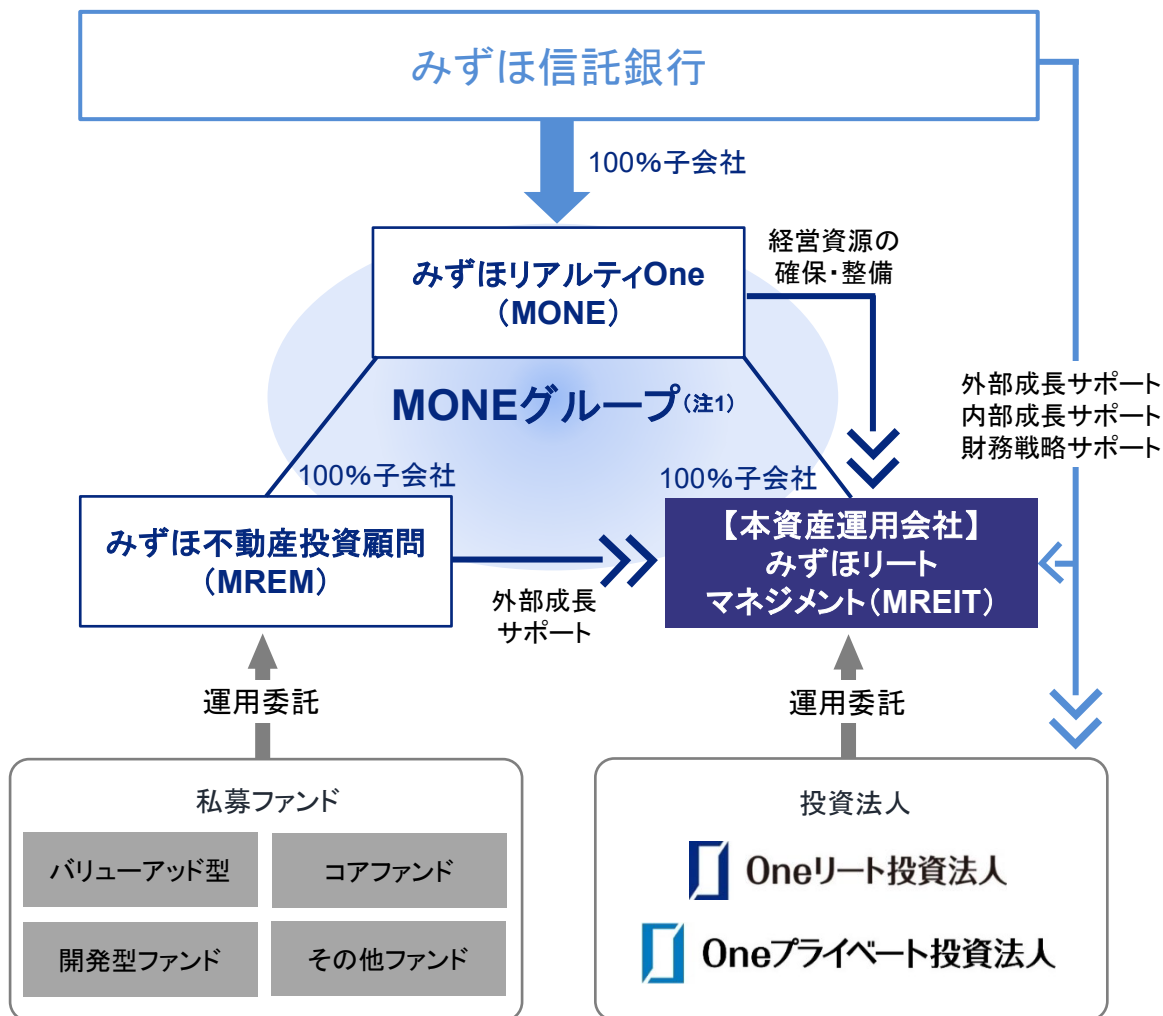 みずほ信託銀行
100%子会社
みずほリアルティOne
（MONE）
経営資源の
確保・整備
MONEグループ（注1）
外部成長サポート
内部成長サポート
財務戦略サポート
100%子会社
100%子会社
みずほ不動産投資顧問
（MREM）
外部成長
サポート
【本資産運用会社】
みずほリート
マネジメント（MREIT）
運用委託
運用委託
私募ファンド
バリューアッド型
コアファンド
開発型ファンド
その他ファンド
投資法人
Oneリート投資法人
Oneプライベート投資法人